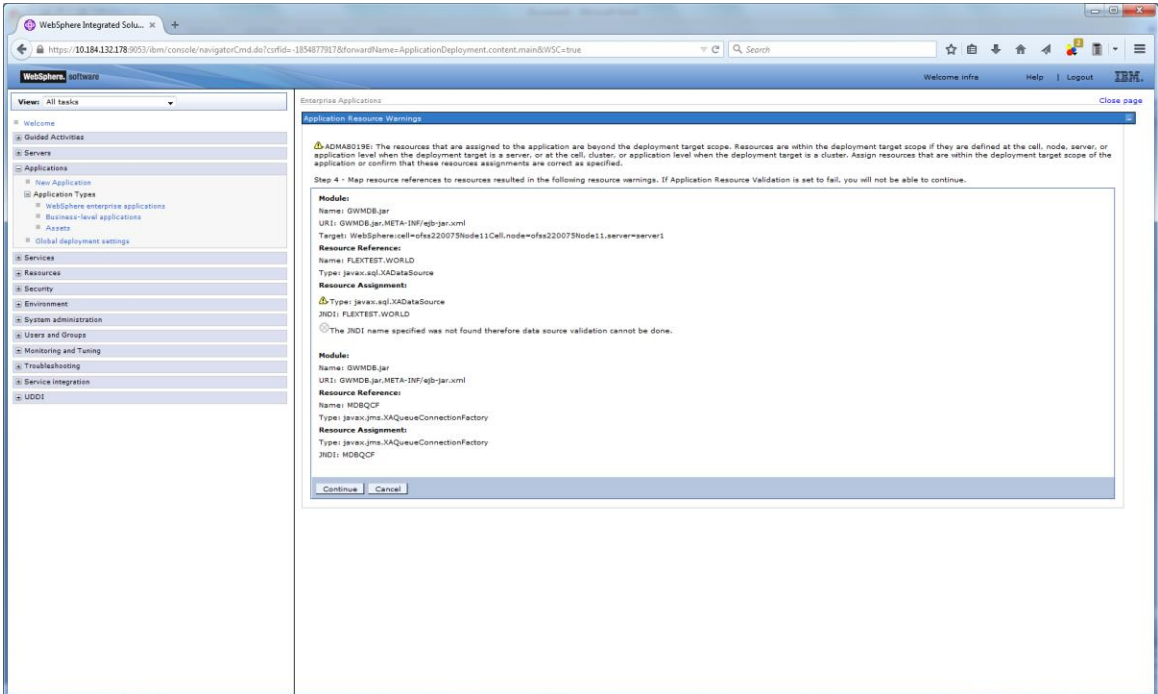 WebSphere Integrated Solu... × +
https://10.184.132.178:9053/ibm/console/navigatorCmd.do?csrfid=-1854877917&forwardName=ApplicationDeployment.content.main&WSC=true
Search
WebSphere. software
Welcome infra
Help | Logout
IBM.
View: All tasks
Welcome
Guided Activities
Servers
Applications
New Application
Application Types
WebSphere enterprise applications
Business-level applications
Assets
Global deployment settings
Services
Resources
Security
Environment
System administration
Users and Groups
Monitoring and Tuning
Troubleshooting
Service integration
UDDI
Enterprise Applications
Close page
Application Resource Warnings
ADMA8019E: The resources that are assigned to the application are beyond the deployment target scope. Resources are within the deployment target scope if they are defined at the cell, node, server, or
application level when the deployment target is a server, or at the cell, cluster, or application level when the deployment target is a cluster. Assign resources that are within the deployment target scope of the
application or confirm that these resources assignments are correct as specified.
Step 4 - Map resource references to resources resulted in the following resource warnings. If Application Resource Validation is set to fail, you will not be able to continue.
Module:
Name: GWMDB.jar
URI: GWMDB.jar,META-INF/ejb-jar.xml
Target: WebSphere:cell=ofss220075Node11Cell,node=ofss220075Node11,server=server1
Resource Reference:
Name: FLEXTEST.WORLD
Type: javax.sql.XADataSource
Resource Assignment:
Type: javax.sql.XADataSource
JNDI: FLEXTEST.WORLD
The JNDI name specified was not found therefore data source validation cannot be done.
Module:
Name: GWMDB.jar
URI: GWMDB.jar,META-INF/ejb-jar.xml
Resource Reference:
Name: MDBQCF
Type: javax.jms.XAQueueConnectionFactory
Resource Assignment:
Type: javax.jms.XAQueueConnectionFactory
JNDI: MDBQCF
Continue Cancel